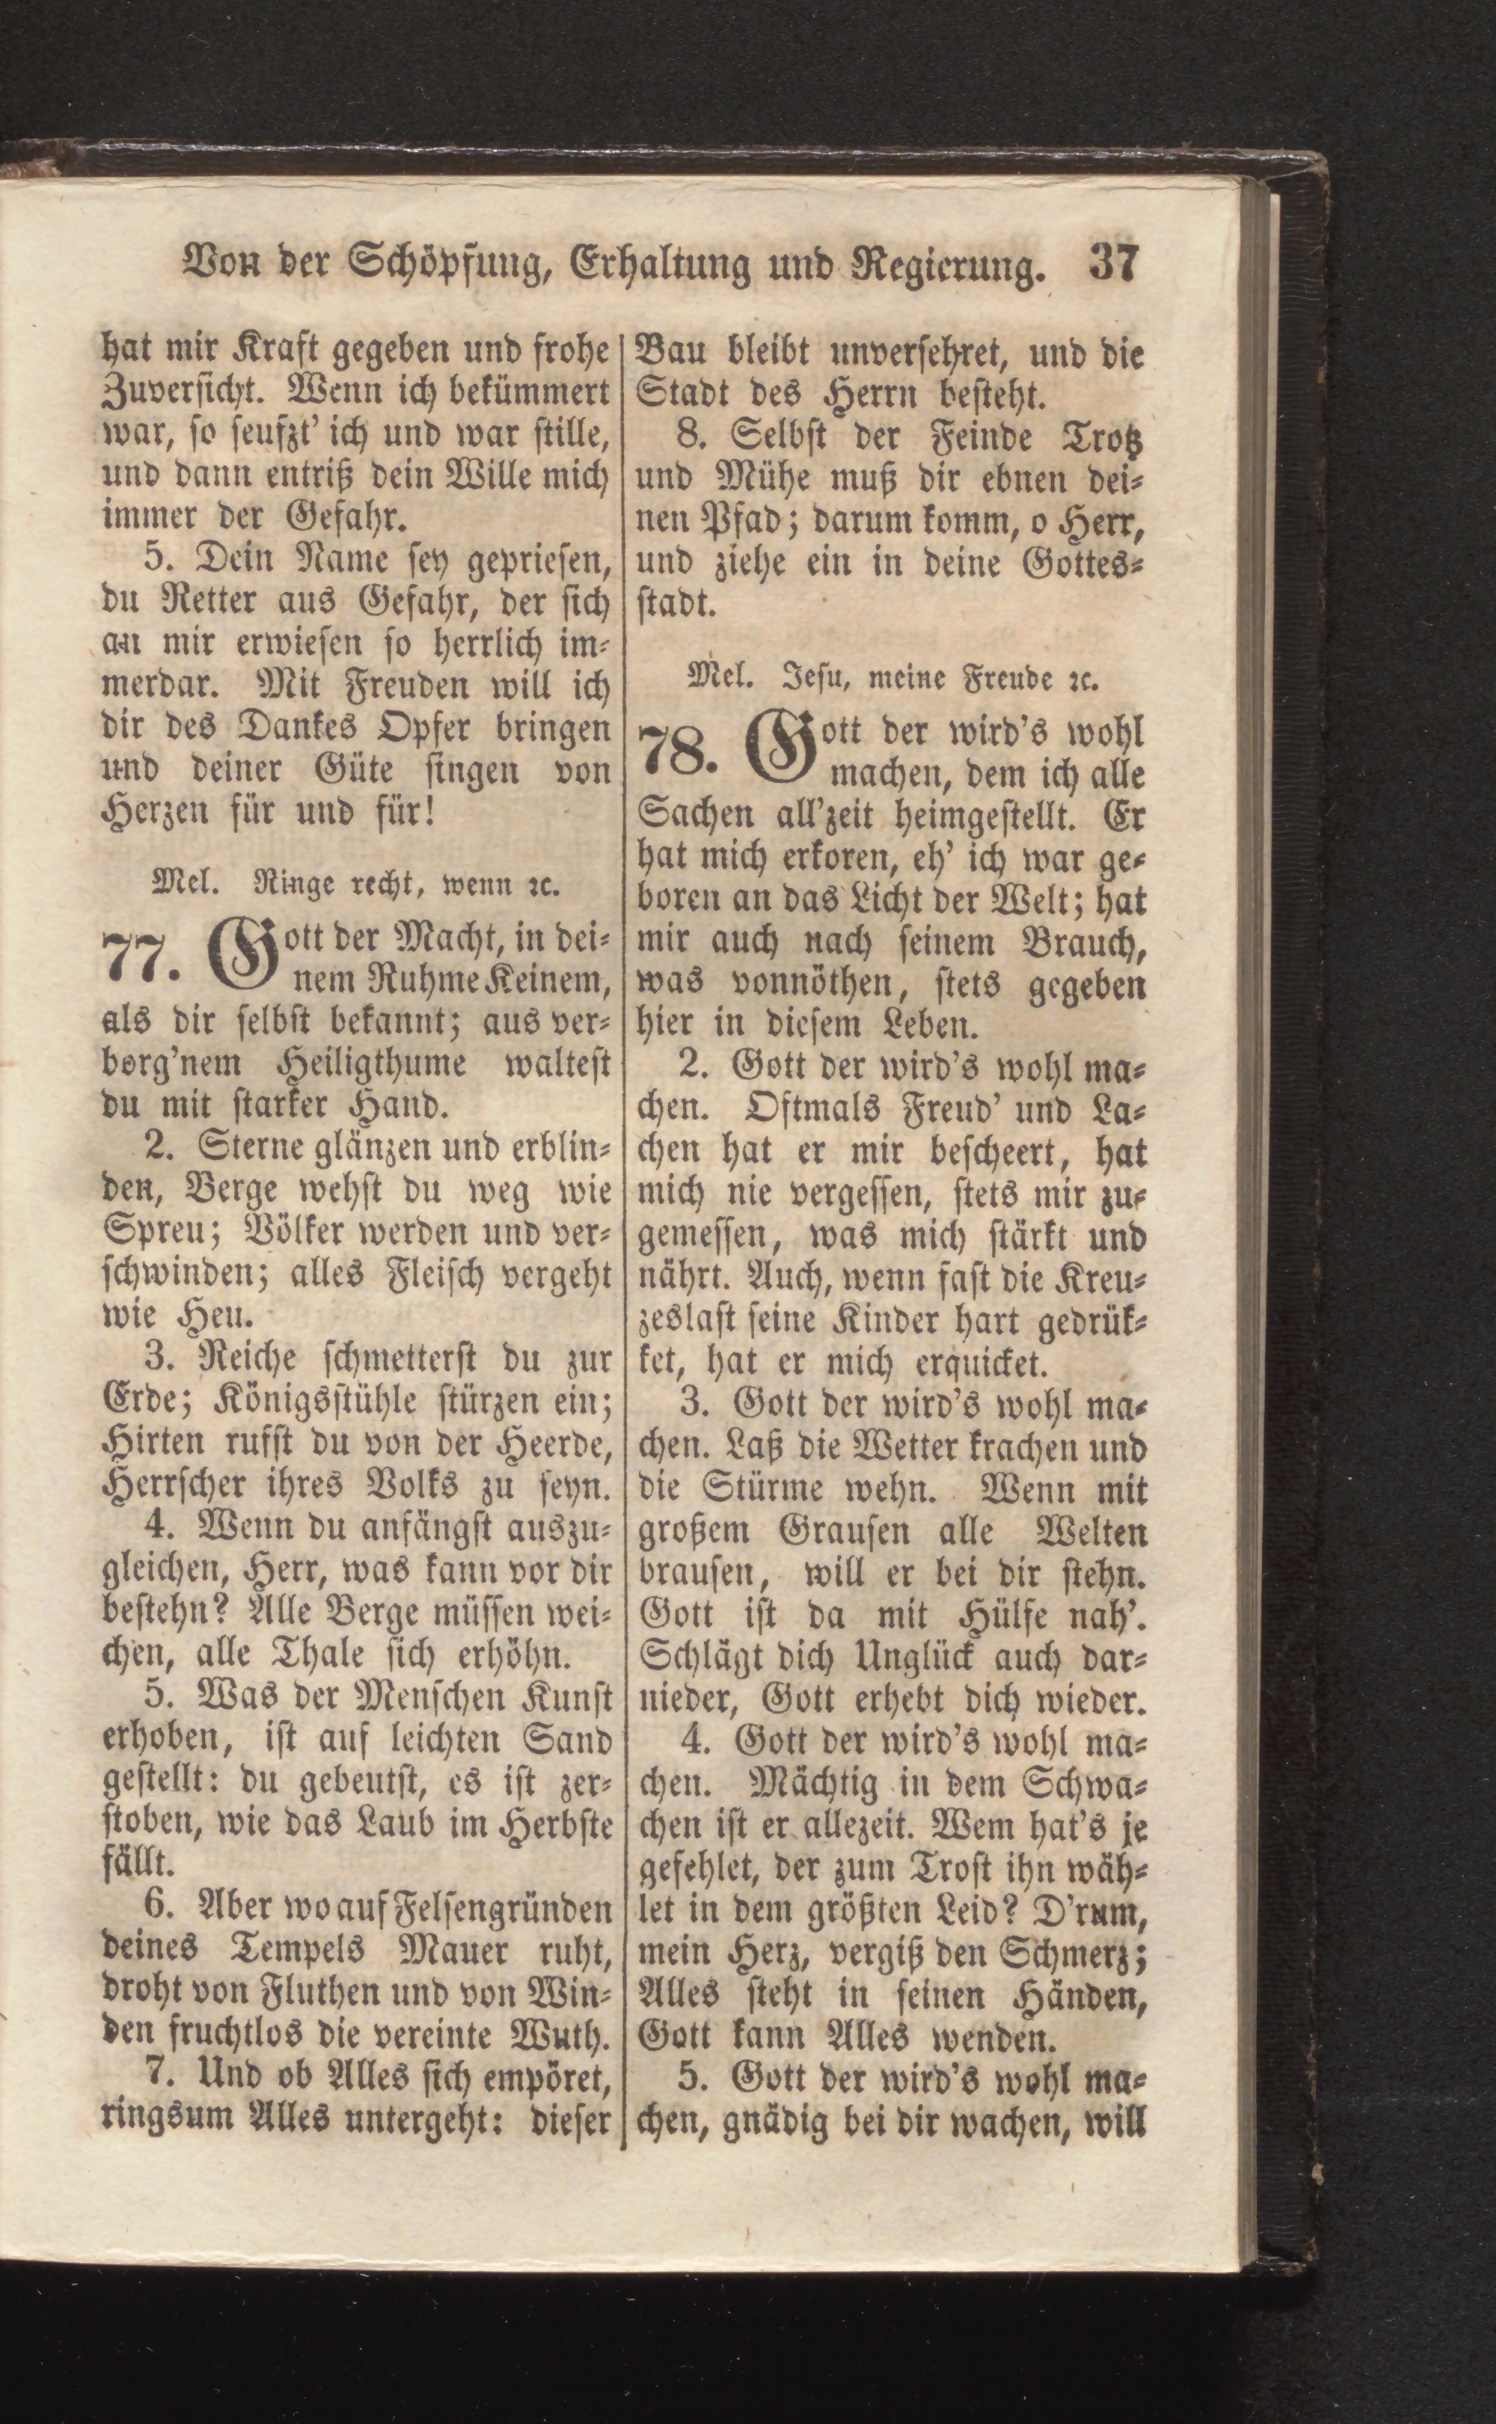 Von der Schöpfung, Erhaltung und Regierung. 37
hat mir Kraft gegeben und frohe
Zuversicht. Wenn ich bekümmert
war, so seufzt' ich und war stille,
und dann entriß dein Wille mich
immer der Gefahr.
5. Dein Name sey gepriesen,
du Retter aus Gefahr, der sich
an mir erwiesen so herrlich im-
merdar. Mit Freuden will ich
dir des Dankes Opfer bringen
und deiner Güte singen von
Herzen für und für!
Mel. Ringe recht, wenn ꝛc.
77. Gott der Macht, in dei-
nem Ruhme Keinem,
als dir selbst bekannt; aus ver-
borg'nem Heiligthume waltest
du mit starker Hand.
2. Sterne glänzen und erblin-
den, Berge wehst du weg wie
Spreu; Völker werden und ver-
schwinden; alles Fleisch vergeht
wie Heu.
3. Reiche schmetterst du zur
Erde; Königsstühle stürzen ein;
Hirten rufst du von der Heerde,
Herrscher ihres Volks zu seyn.
4. Wenn du anfängst auszu-
gleichen, Herr, was kann vor dir
bestehn? Alle Berge müssen wei-
chen, alle Thale sich erhöhn.
5. Was der Menschen Kunst
erhoben, ist auf leichten Sand
gestellt: du gebeutst, es ist zer-
stoben, wie das Laub im Herbste
fällt.
6. Aber wo auf Felsengründen
deines Tempels Mauer ruht,
droht von Fluthen und von Win-
den fruchtlos die vereinte Wuth.
7. Und ob Alles sich empöret,
ringsum Alles untergeht: dieser
Bau bleibt unversehret, und die
Stadt des Herrn besteht.
8. Selbst der Feinde Trotz
und Mühe muß dir ebnen dei-
nen Pfad; darum komm, o Herr,
und ziehe ein in deine Gottes-
stadt.
Mel. Jesu, meine Freude ꝛc.
78. Gott der wird's wohl
machen, dem ich alle
Sachen all'zeit heimgestellt. Er
hat mich erkoren, eh' ich war ge-
boren an das Licht der Welt; hat
mir auch nach seinem Brauch,
was vonnöthen, stets gegeben
hier in diesem Leben.
2. Gott der wird's wohl ma-
chen. Oftmals Freud' und La-
chen hat er mir bescheert, hat
mich nie vergessen, stets mir zu-
gemessen, was mich stärkt und
nährt. Auch, wenn fast die Kreu-
zeslast seine Kinder hart gedrük-
ket, hat er mich erquicket.
3. Gott der wird's wohl ma-
chen. Laß die Wetter krachen und
die Stürme wehn. Wenn mit
großem Grausen alle Welten
brausen, will er bei dir stehn.
Gott ist da mit Hülfe nah'.
Schlägt dich Unglück auch dar-
nieder, Gott erhebt dich wieder.
4. Gott der wird's wohl ma-
chen. Mächtig in dem Schwa-
chen ist er allezeit. Wem hat's je
gefehlet, der zum Trost ihn wäh-
let in dem größten Leid? D'rum,
mein Herz, vergiß den Schmerz;
Alles steht in seinen Händen,
Gott kann Alles wenden.
5. Gott der wird's wohl ma-
chen, gnädig bei dir wachen, will